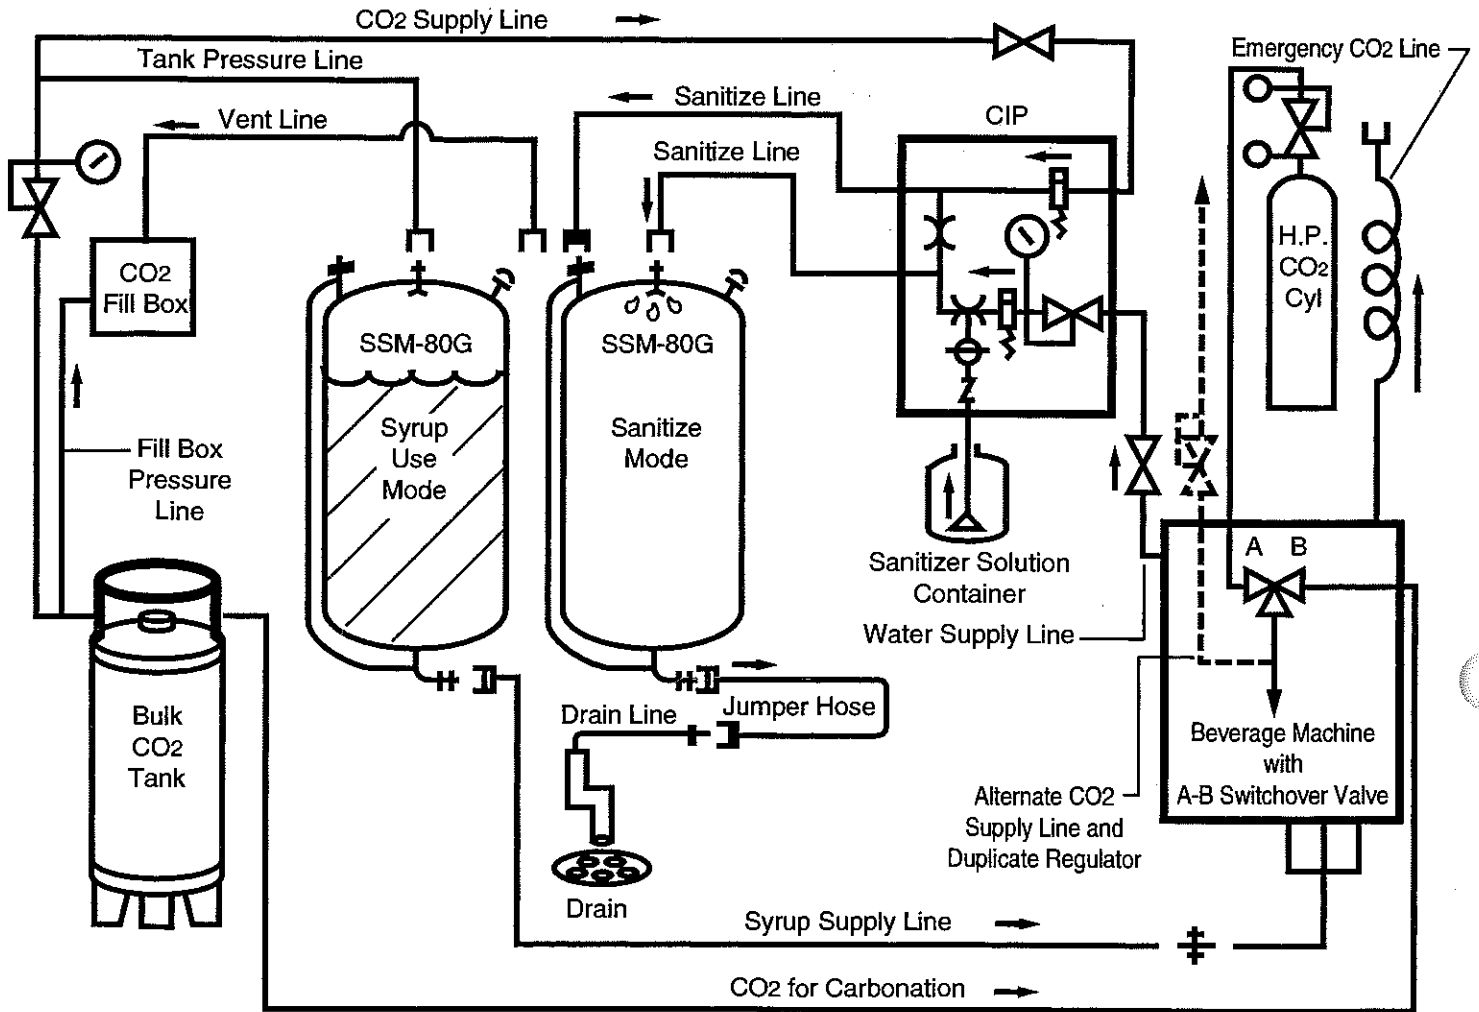 CO2 Supply Line
Tank Pressure Line
Vent Line
Sanitize Line
Sanitize Line
CIP
Emergency CO2 Line
H.P.
CO2
Cyl
CO2
Fill Box
SSM-80G
SSM-80G
Syrup
Use
Mode
Sanitize
Mode
Fill Box
Pressure
Line
Sanitizer Solution
Container
Water Supply Line
A B
Bulk
CO2
Tank
Drain Line
Jumper Hose
Beverage Machine
with
A-B Switchover Valve
Alternate CO2
Supply Line and
Duplicate Regulator
Drain
Syrup Supply Line
CO2 for Carbonation